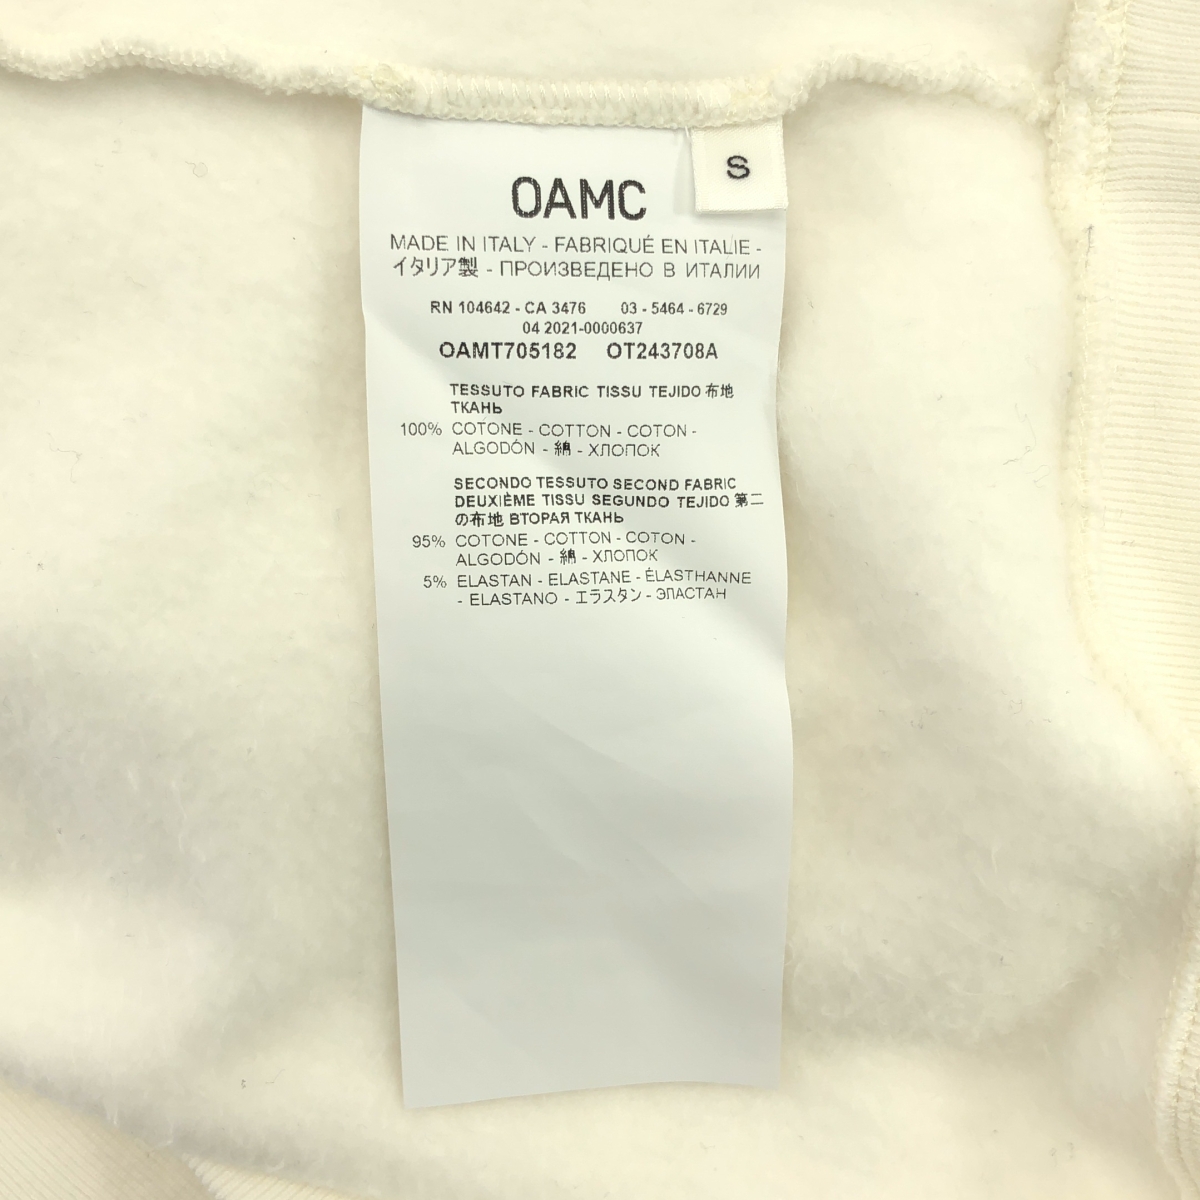 S
OAMC
MADE IN ITALY - FABRIQUÉ EN ITALIE -
イタリア製 - ПРОИЗВЕДЕНО В ИТАЛИИ
RN 104642 - CA 3476 03 - 5464 - 6729
04 2021-0000637
OAMT705182 OT243708A
TESSUTO FABRIC TISSU TEJIDO 布地
ТКАНЬ
100% COTONE - COTTON - COTON -
ALGODÓN - 綿 - ХЛОПОК
SECONDO TESSUTO SECOND FABRIC
DEUXIÈME TISSU SEGUNDO TEJIDO 第二
の布地 ВТОРАЯ ТКАНЬ
95% COTONE - COTTON - COTON -
ALGODÓN - 綿 - ХЛОПОК
5% ELASTAN - ELASTANE - ÉLASTHANNE
- ELASTANO - エラスタン - ЭЛАСТАН